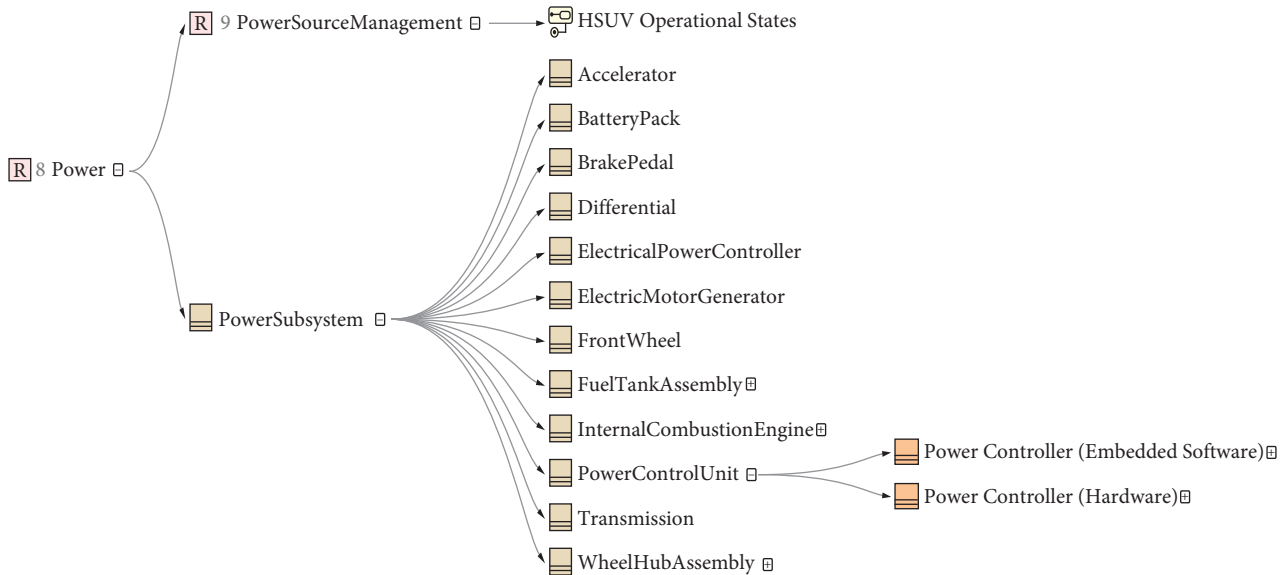 R 9 PowerSourceManagement
HSUV Operational States
Accelerator
BatteryPack
BrakePedal
R 8 Power
Differential
ElectricalPowerController
ElectricMotorGenerator
PowerSubsystem
FrontWheel
FuelTankAssembly
InternalCombustionEngine
Power Controller (Embedded Software)
PowerControlUnit
Power Controller (Hardware)
Transmission
WheelHubAssembly